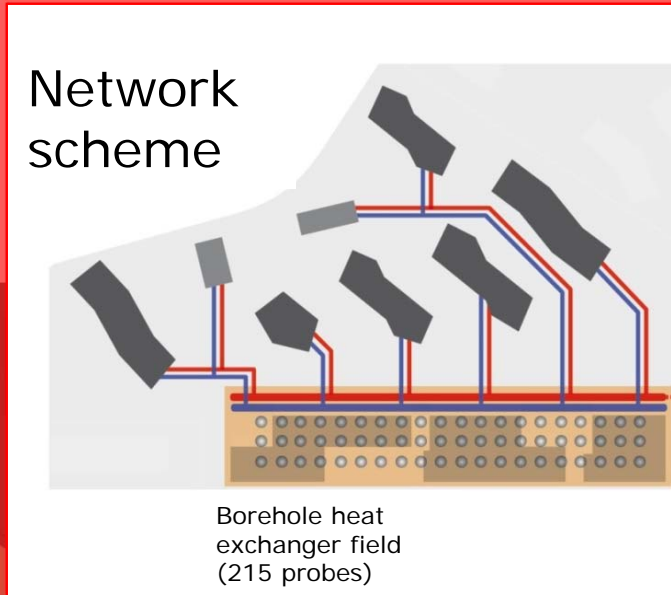 Network
scheme
Borehole heat
exchanger field
(215 probes)